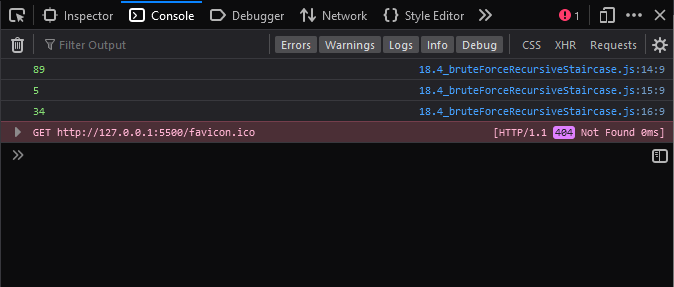 Inspector Console Debugger Network {} Style Editor 1
Filter Output Errors Warnings Logs Info Debug CSS XHR Requests
89 18.4_bruteForceRecursiveStaircase.js:14:9
5 18.4_bruteForceRecursiveStaircase.js:15:9
34 18.4_bruteForceRecursiveStaircase.js:16:9
GET http://127.0.0.1:5500/favicon.ico [HTTP/1.1 404 Not Found 0ms]